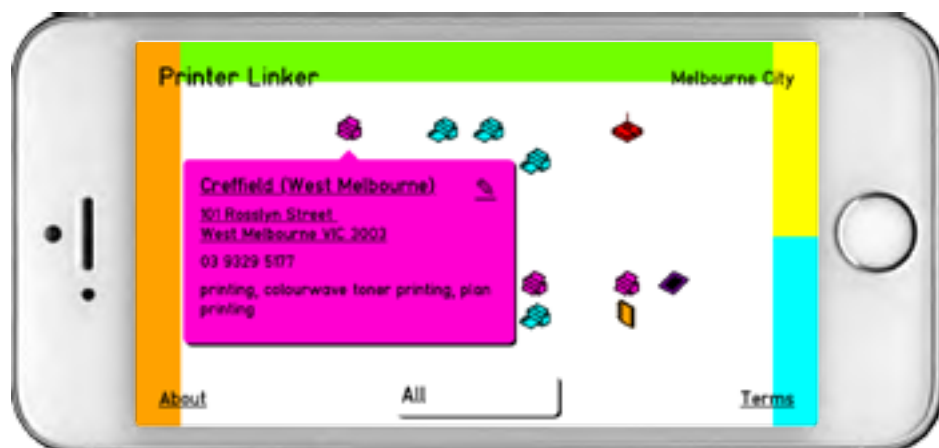 Printer Linker
Melbourne City
Creffield (West Melbourne)
101 Rosslyn Street
West Melbourne VIC 3003
03 9329 5177
printing, colourwave toner printing, plan
printing
About
All
Terms